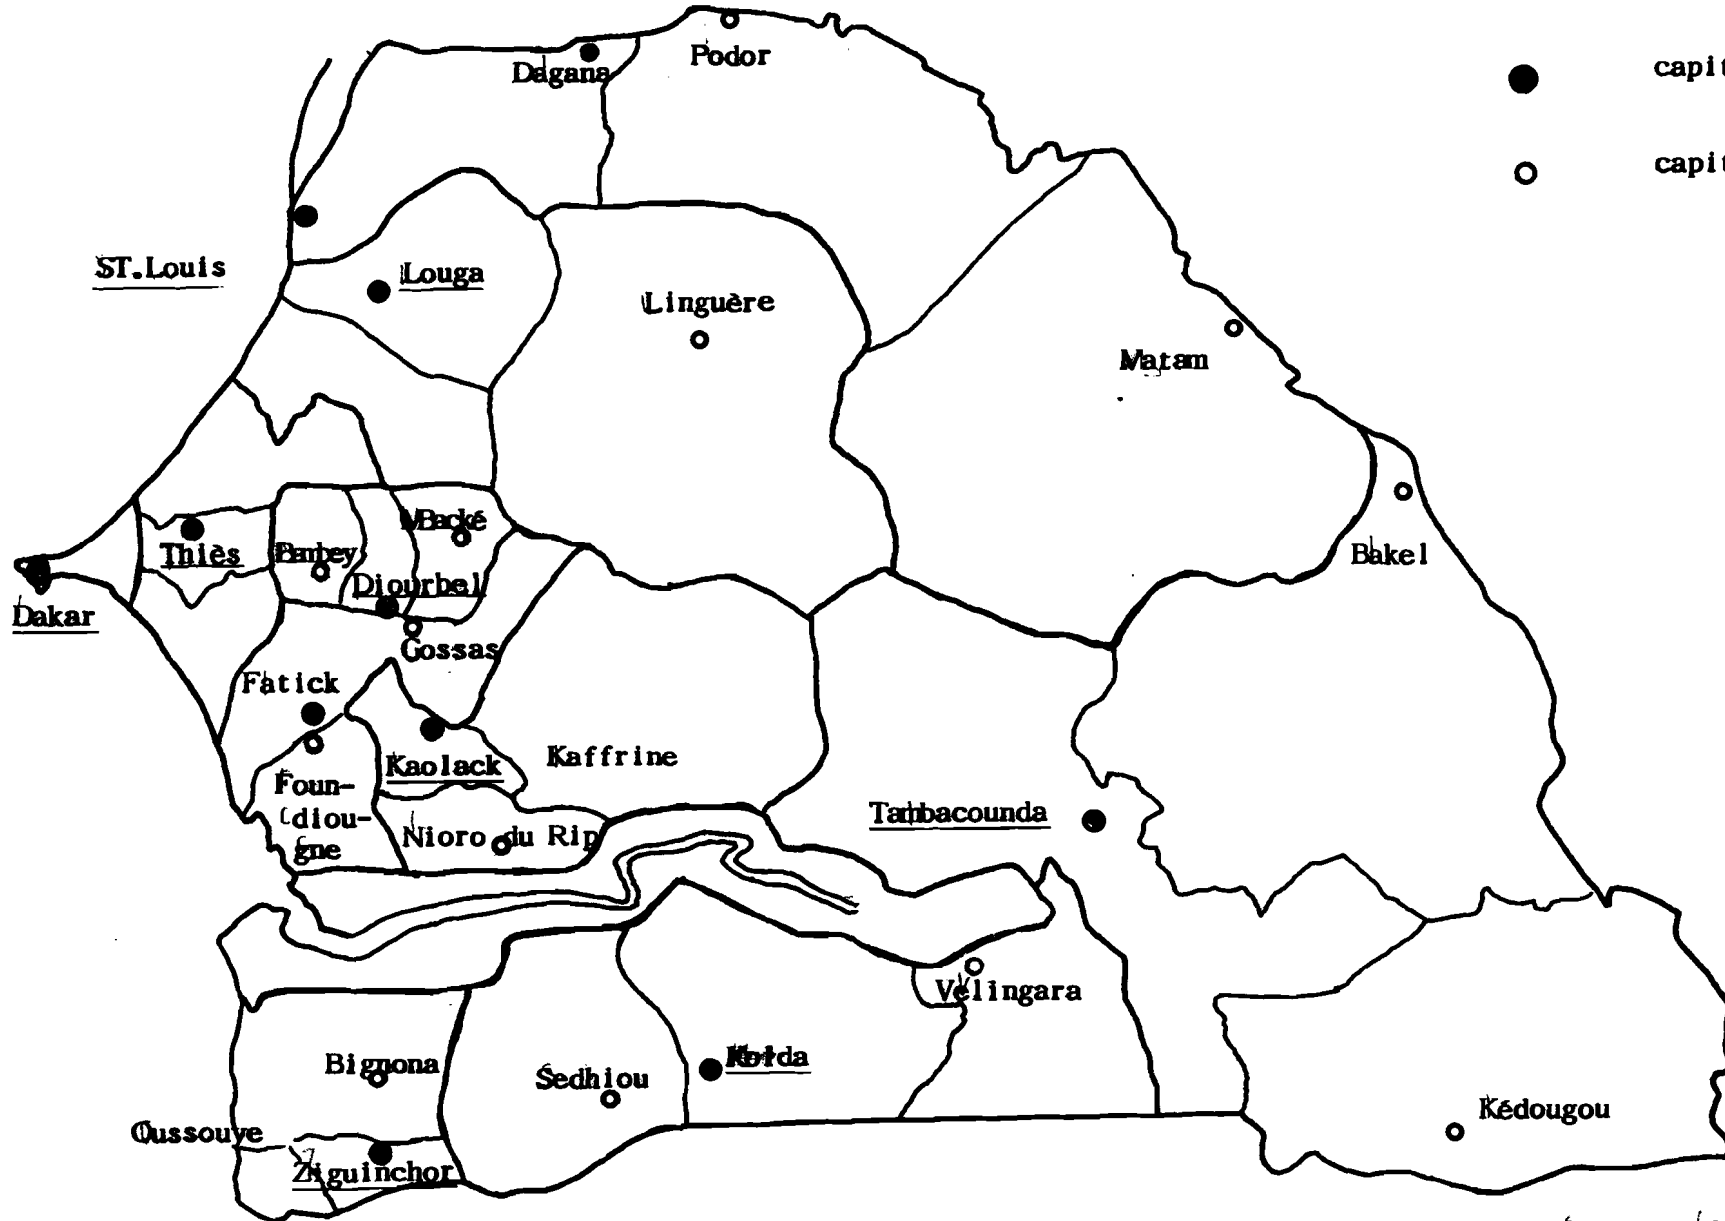 Podor
Dagana
capit
capit
ST.Louis
Louga
Linguère
Matam
MBacké
Thiès
Bambey
Bakel
Diourbel
Dakar
Gossas
Fatick
Kaffrine
Kaolack
Foun-
diou-
gne
Tambacounda
Nioro du Rip
Velingara
Bignona
Kolda
Sedhiou
Kédougou
Oussouye
Ziguinchor